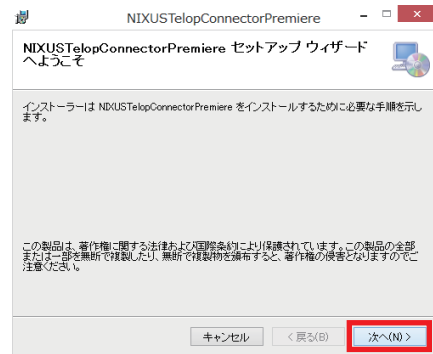 NIXUSTelopConnectorPremiere
NIXUSTelopConnectorPremiere セットアップ ウィザード
へようこそ
インストーラーは NIXUSTelopConnectorPremiere をインストールするために必要な手順を示し
ます。
この製品は、著作権に関する法律および国際条約により保護されています。この製品の全部
または一部を無断で複製したり、無断で複製物を頒布すると、著作権の侵害となりますのでご
注意ください。
キャンセル < 戻る(B) 次へ(N) >